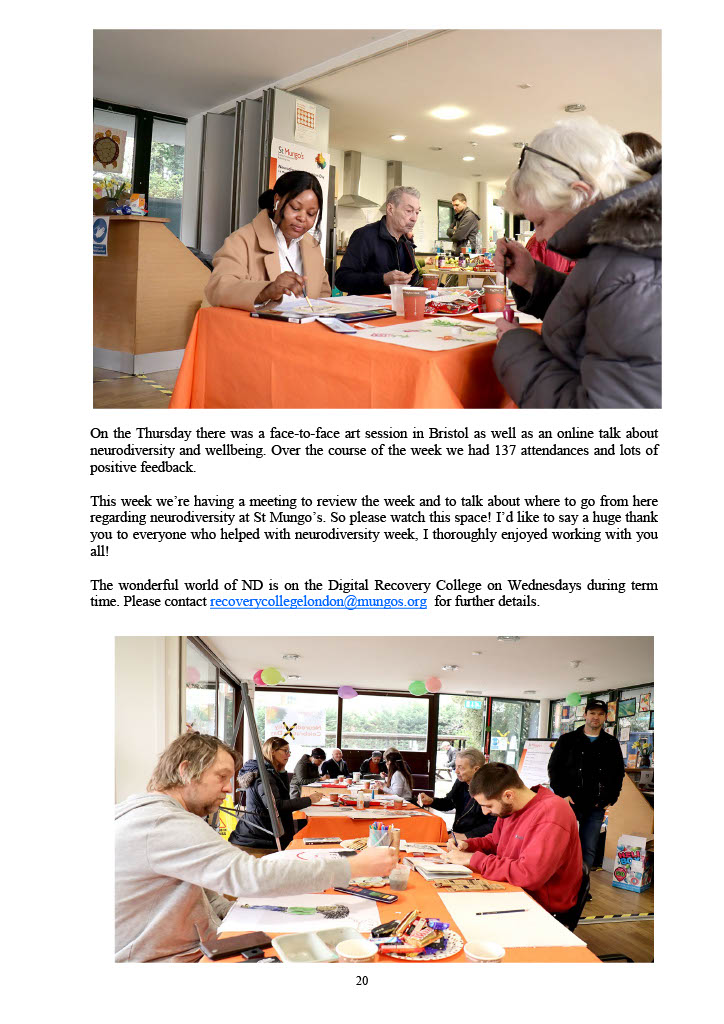 St Mungo's
On the Thursday there was a face-to-face art session in Bristol as well as an online talk about
neurodiversity and wellbeing. Over the course of the week we had 137 attendances and lots of
positive feedback.
This week we're having a meeting to review the week and to talk about where to go from here
regarding neurodiversity at St Mungo's. So please watch this space! I'd like to say a huge thank
you to everyone who helped with neurodiversity week, I thoroughly enjoyed working with you
all!
The wonderful world of ND is on the Digital Recovery College on Wednesdays during term
time. Please contact recoverycollegelondon@mungos.org for further details.
20